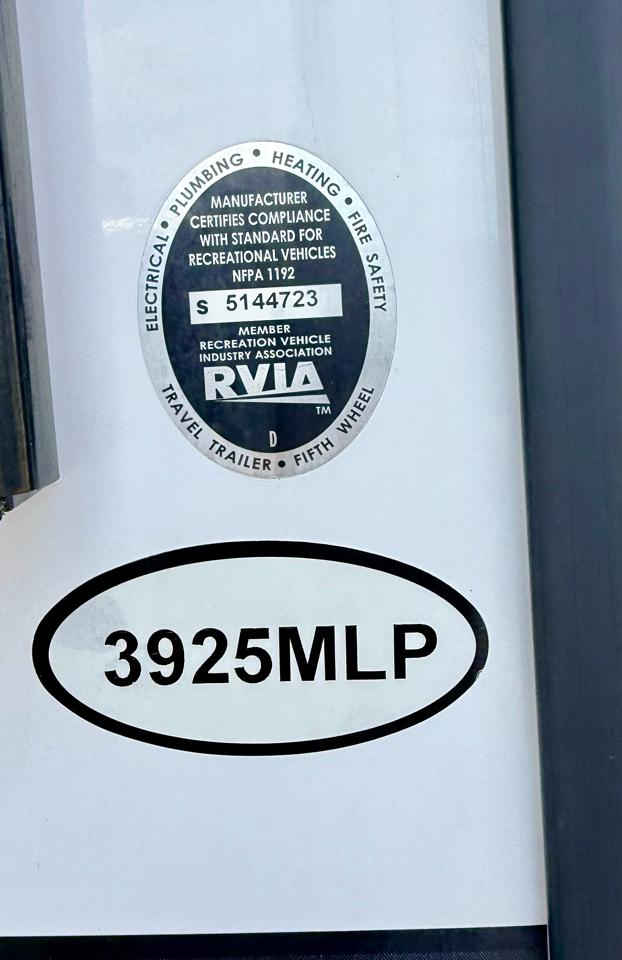 ELECTRICAL • PLUMBING • HEATING • FIRE SAFETY
MANUFACTURER
CERTIFIES COMPLIANCE
WITH STANDARD FOR
RECREATIONAL VEHICLES
NFPA 1192
S 5144723
MEMBER
RECREATION VEHICLE
INDUSTRY ASSOCIATION
RVIA
TM
D
TRAVEL TRAILER • FIFTH WHEEL
3925MLP